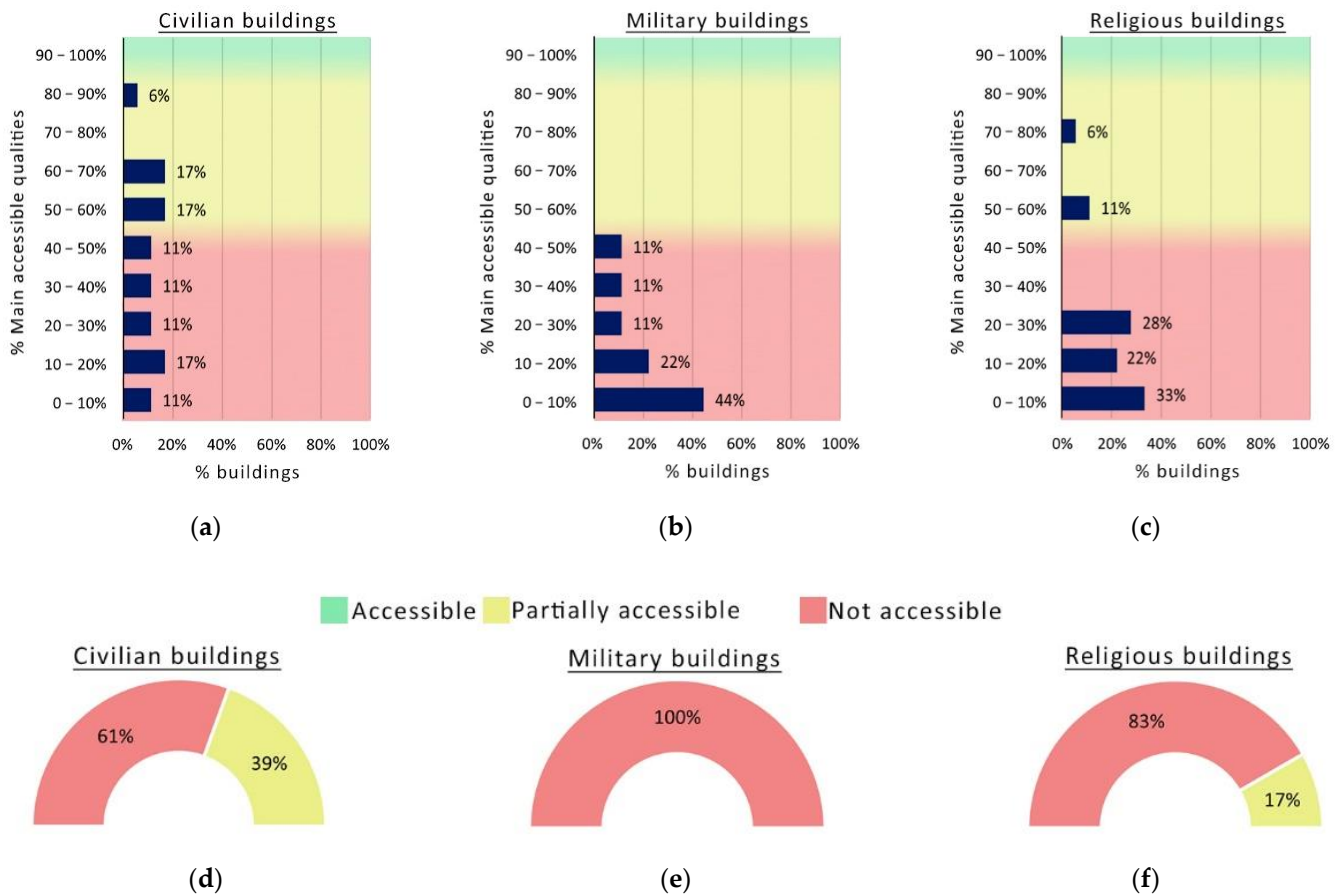 Civilian buildings
% Main accessible qualities
90 – 100%
80 – 90%
6%
70 – 80%
60 – 70%
17%
50 – 60%
17%
40 – 50%
11%
30 – 40%
11%
20 – 30%
11%
10 – 20%
17%
0 – 10%
11%
0% 20% 40% 60% 80% 100%
% buildings
(a)
Military buildings
% Main accessible qualities
90 – 100%
80 – 90%
70 – 80%
60 – 70%
50 – 60%
40 – 50%
11%
30 – 40%
11%
20 – 30%
11%
10 – 20%
22%
0 – 10%
44%
0% 20% 40% 60% 80% 100%
% buildings
(b)
Religious buildings
% Main accessible qualities
90 – 100%
80 – 90%
70 – 80%
6%
60 – 70%
50 – 60%
11%
40 – 50%
30 – 40%
20 – 30%
28%
10 – 20%
22%
0 – 10%
33%
0% 20% 40% 60% 80% 100%
% buildings
(c)
Accessible Partially accessible Not accessible
Civilian buildings
61%
39%
(d)
Military buildings
100%
(e)
Religious buildings
83%
17%
(f)